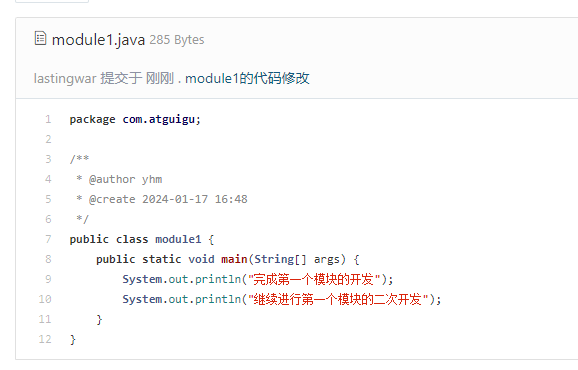 module1.java 285 Bytes
lastingwar 提交于 刚刚 . module1的代码修改
1 package com.atguigu;
2
3 /**
4  * @author yhm
5  * @create 2024-01-17 16:48
6  */
7 public class module1 {
8     public static void main(String[] args) {
9         System.out.println("完成第一个模块的开发");
10         System.out.println("继续进行第一个模块的二次开发");
11     }
12 }